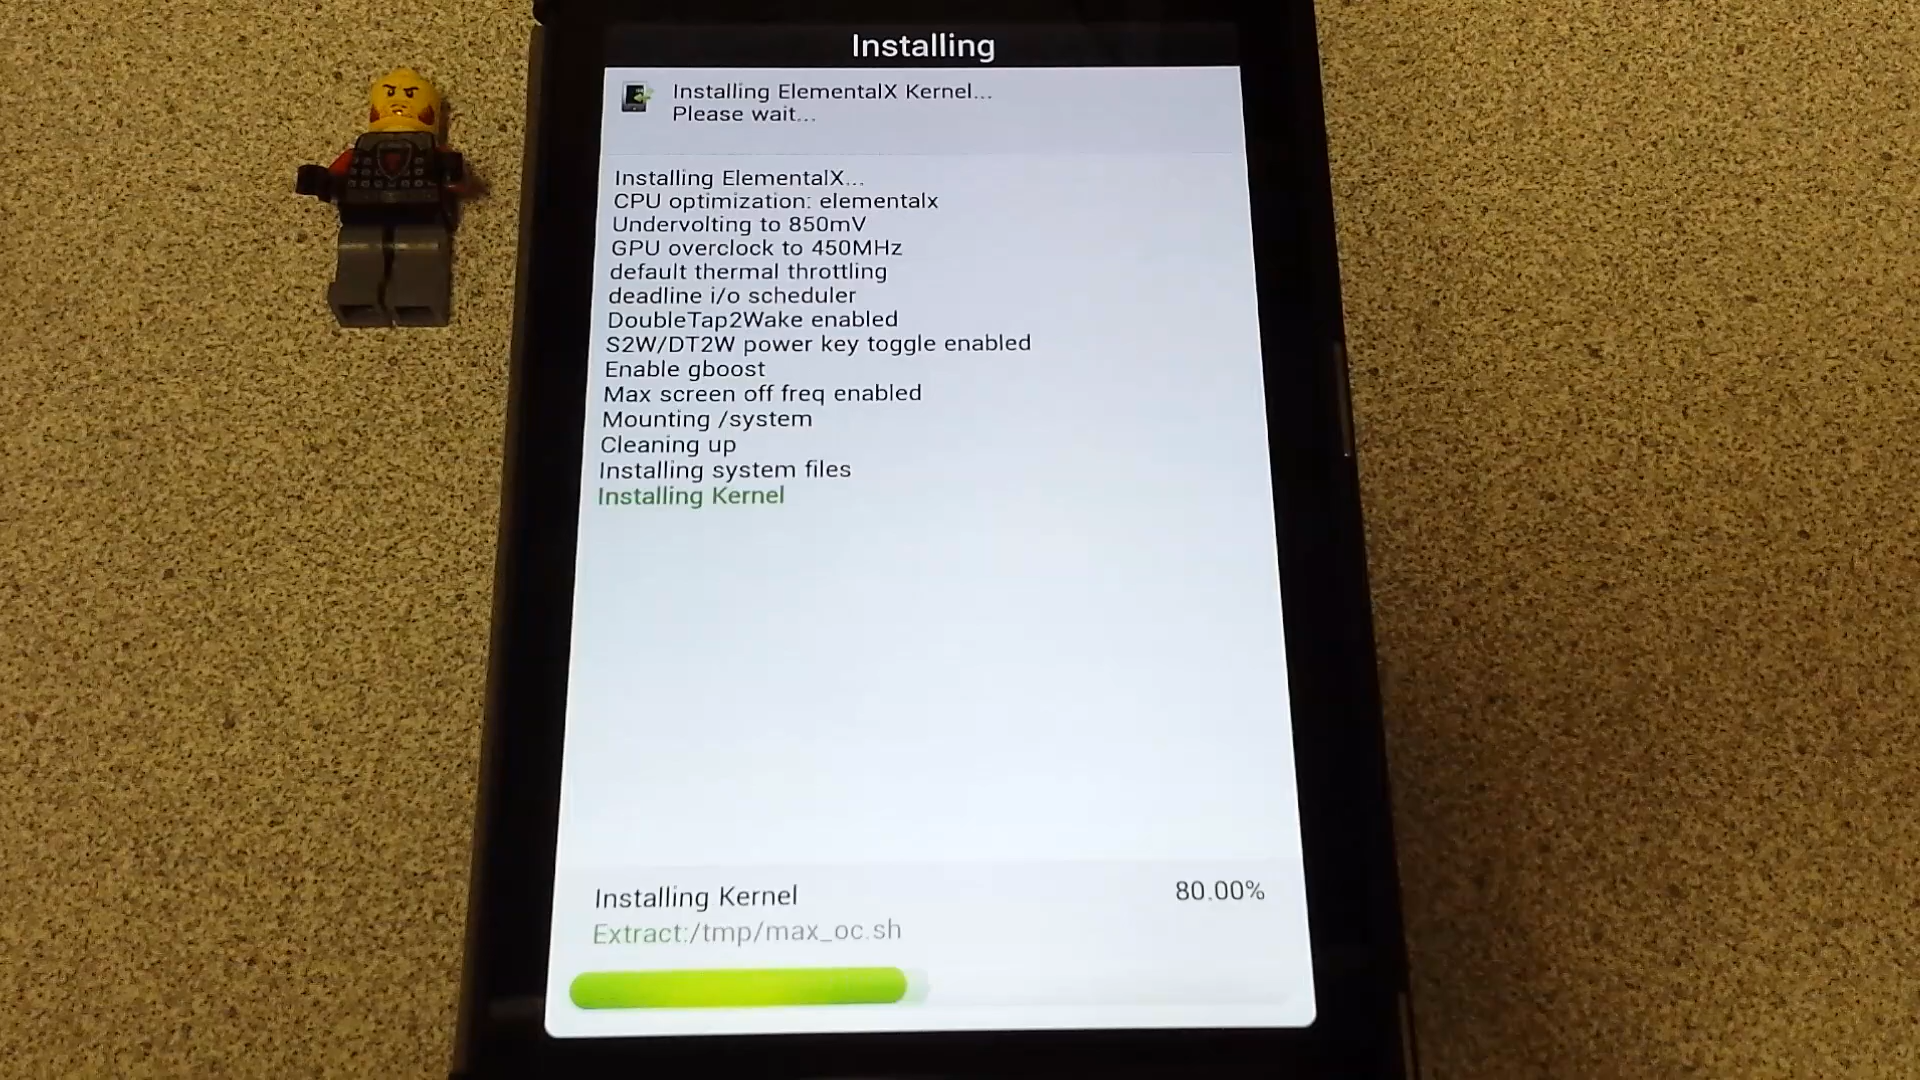 Installing
Installing ElementalX Kernel...
Please wait...
Installing ElementalX...
CPU optimization: elementalx
Undervolting to 850mV
GPU overclock to 450MHz
default thermal throttling
deadline i/o scheduler
DoubleTap2Wake enabled
S2W/DT2W power key toggle enabled
Enable gboost
Max screen off freq enabled
Mounting /system
Cleaning up
Installing system files
Installing Kernel
Installing Kernel 80.00%
Extract:/tmp/max_oc.sh